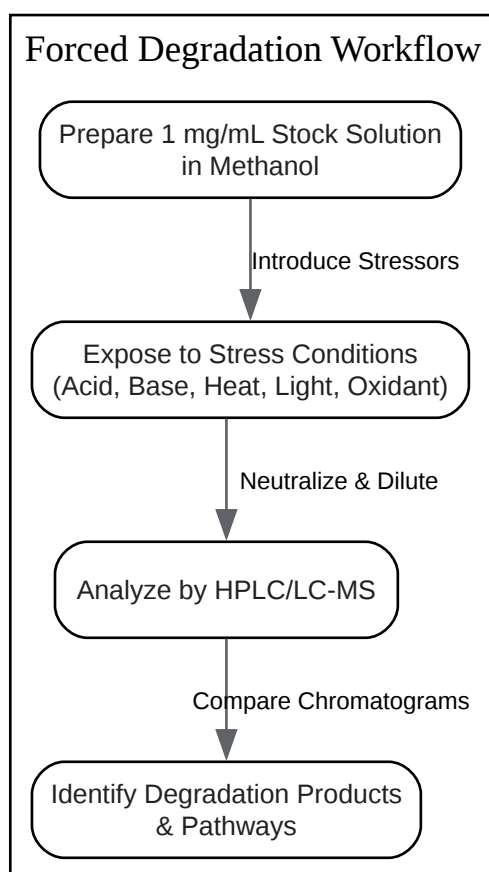 Forced Degradation Workflow
Prepare 1 mg/mL Stock Solution
in Methanol
Introduce Stressors
Expose to Stress Conditions
(Acid, Base, Heat, Light, Oxidant)
Neutralize & Dilute
Analyze by HPLC/LC-MS
Compare Chromatograms
Identify Degradation Products
& Pathways